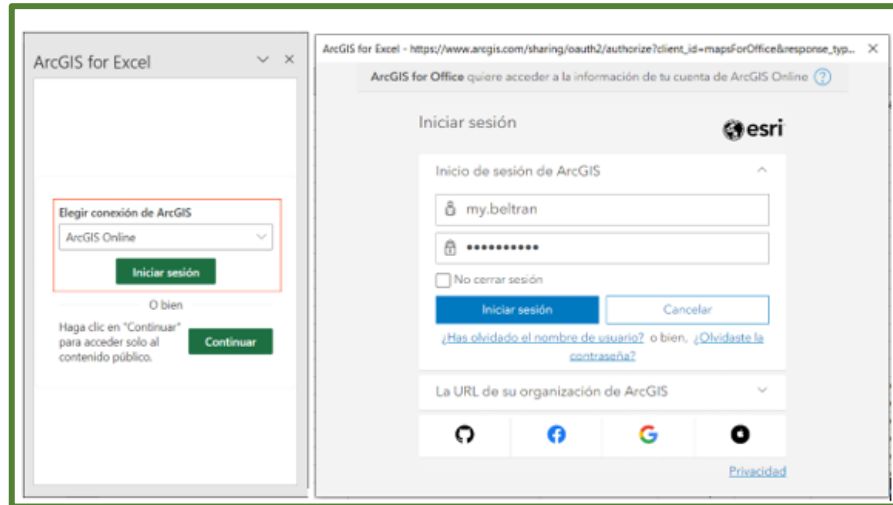 ArcGIS for Excel
Elegir conexión de ArcGIS
ArcGIS Online
Iniciar sesión
O bien
Haga clic en "Continuar"
para acceder solo al
contenido público.
Continuar
ArcGIS for Excel - https://www.arcgis.com/sharing/oauth2/authorize?client_id=mapsForOffice&response_typ...
ArcGIS for Office quiere acceder a la información de tu cuenta de ArcGIS Online ?
Iniciar sesión
esri
Inicio de sesión de ArcGIS
my.beltran
••••••••••
No cerrar sesión
Iniciar sesión
Cancelar
¿Has olvidado el nombre de usuario? o bien, ¿Olvidaste la
contraseña?
La URL de su organización de ArcGIS
G
Privacidad